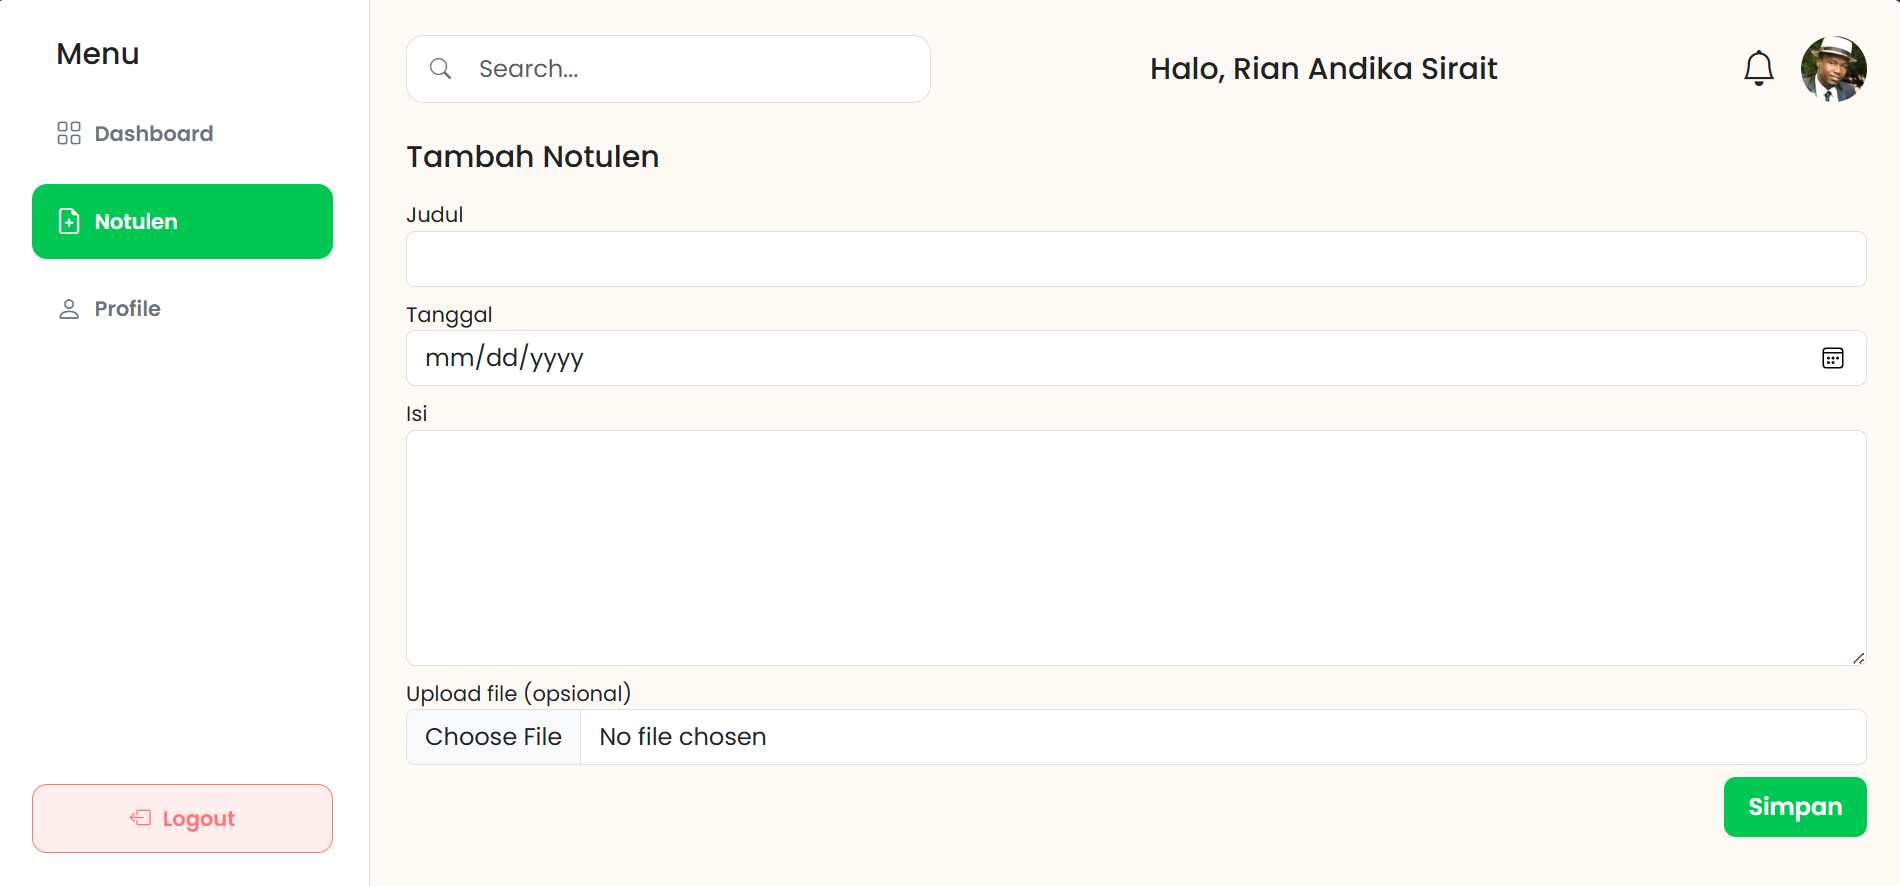 Menu
Dashboard
Notulen
Profile
Logout
Search...
Halo, Rian Andika Sirait
Tambah Notulen
Judul
Tanggal
mm/dd/yyyy
Isi
Upload file (opsional)
Choose File No file chosen
Simpan